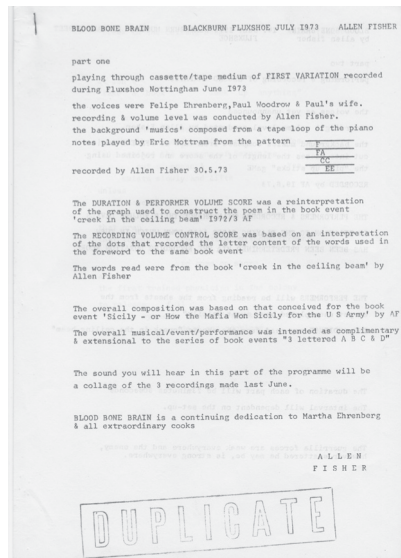 BLOOD BONE BRAIN BLACKBURN FLUXSHOE JULY I973 ALLEN FISHER
part one
playing through cassette/tape medium of FIRST VARIATION recorded
during Fluxshoe Nottingham June I973
the voices were Felipe Ehrenberg,Paul Woodrow & Paul's wife.
recording & volume level was conducted by Allen Fisher.
the background 'musics' composed from a tape loop of the piano
notes played by Eric Mottram from the pattern
F
FA
CC
EE
recorded by Allen Fisher 30.5.73
The DURATION & PERFORMER VOLUME SCORE was a reinterpretation
of the graph used to construct the poem in the book event
'creek in the ceiling beam' I972/3 AF
The RECORDING VOLUME CONTROL SCORE was based on an interpretation
of the dots that recorded the letter content of the words used in
the foreword to the same book event
The words read were from the book 'creek in the ceiling beam' by
Allen Fisher
The overall composition was based on that conceived for the book
event 'Sicily - or How the Mafia Won Sicily for the U S Army' by AF
The overall musical/event/performance was intended as complimentary
& extensional to the series of book events "3 lettered A B C & D"
The sound you will hear in this part of the programme will be
a collage of the 3 recordings made last June.
BLOOD BONE BRAIN is a continuing dedication to Martha Ehrenberg
& all extraordinary cooks
A L L E N
F I S H E R
DUPLICATE